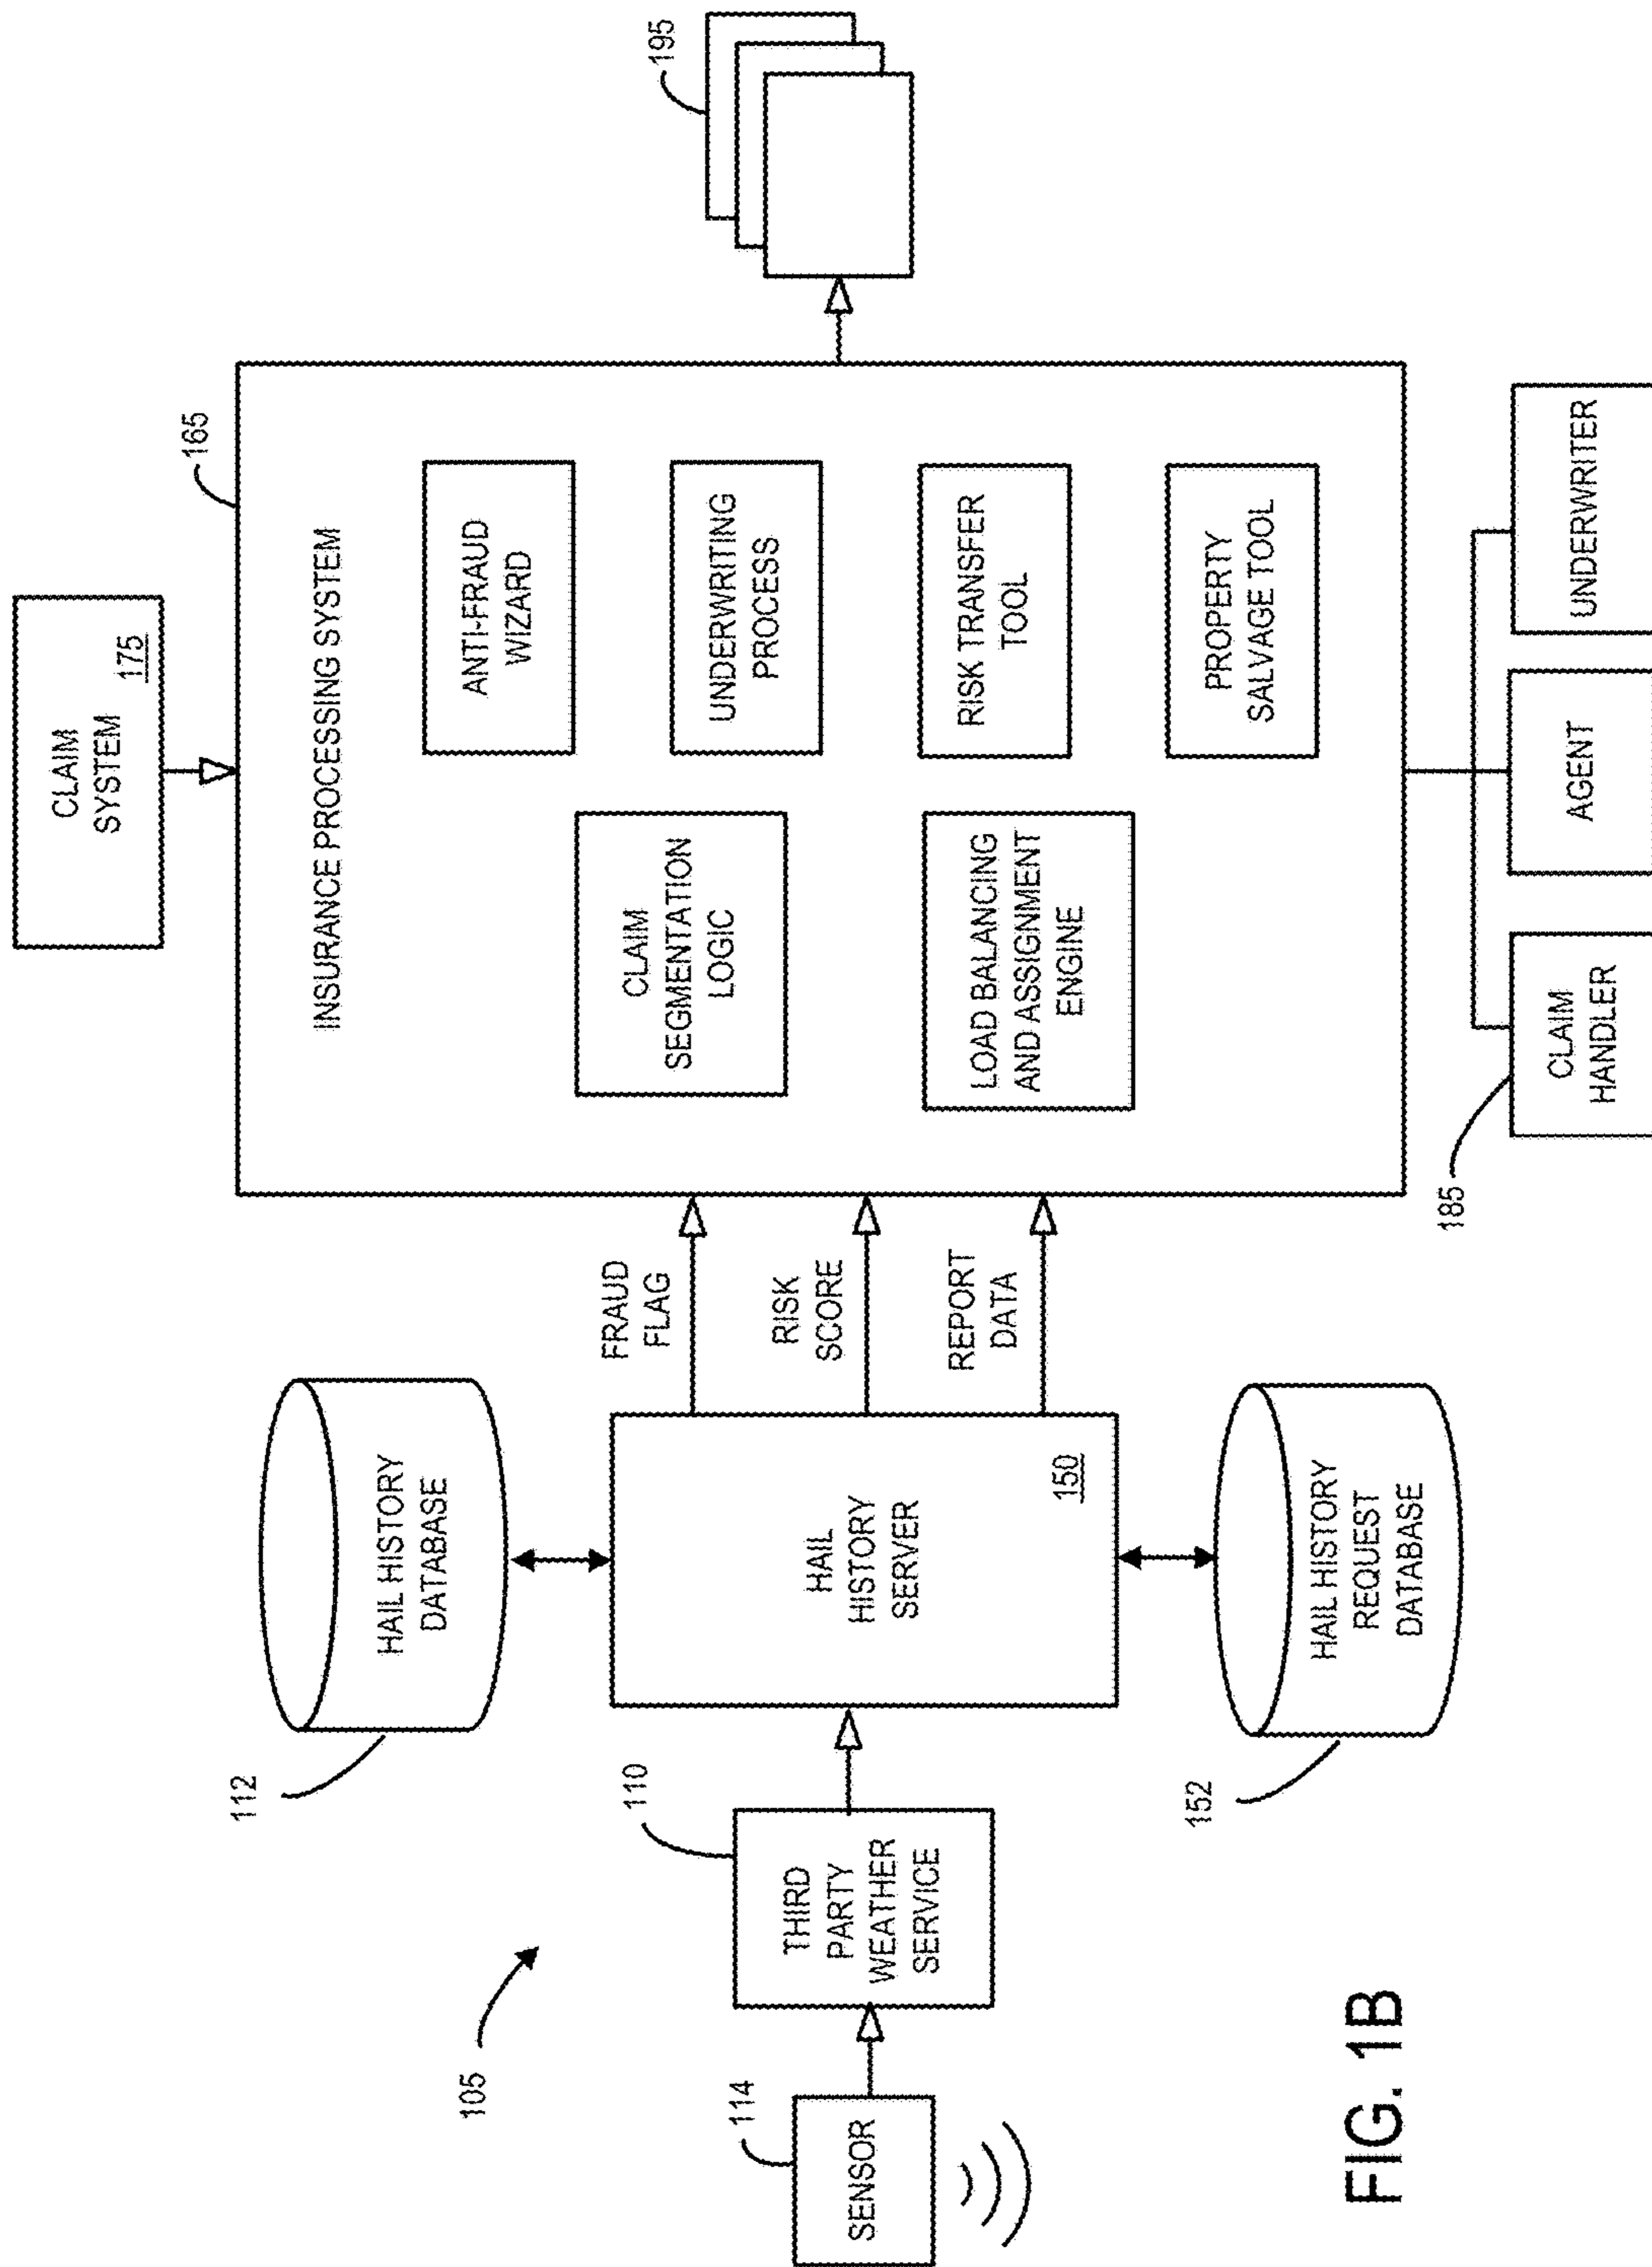 105
114
SENSOR
110
THIRD
PARTY
WEATHER
SERVICE
112
HAIL HISTORY
DATABASE
HAIL
HISTORY
SERVER
150
152
HAIL HISTORY
REQUEST
DATABASE
FRAUD
FLAG
RISK
SCORE
REPORT
DATA
CLAIM
SYSTEM
175
165
INSURANCE PROCESSING SYSTEM
CLAIM
SEGMENTATION
LOGIC
LOAD BALANCING
AND ASSIGNMENT
ENGINE
ANTI-FRAUD
WIZARD
UNDERWRITING
PROCESS
RISK TRANSFER
TOOL
PROPERTY
SALVAGE TOOL
195
185
CLAIM
HANDLER
AGENT
UNDERWRITER
FIG. 1B